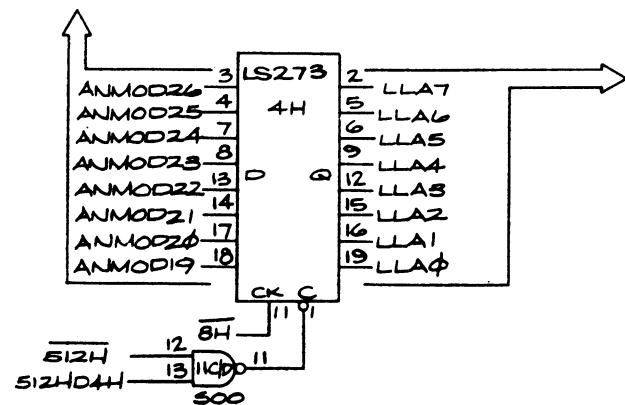 3 LS273 2
ANMOD26 LLA7
4H
ANMOD25 4 5 LLA6
ANMOD24 7 6 LLA5
ANMOD23 8 9 LLA4
ANMOD22 13 D Q 12 LLA3
ANMOD21 14 15 LLA2
ANMOD2φ 17 16 LLA1
ANMOD19 18 19 LLAφ
CK C
11 1
8H
512H 12
11C/D 11
512HD4H 13
S00